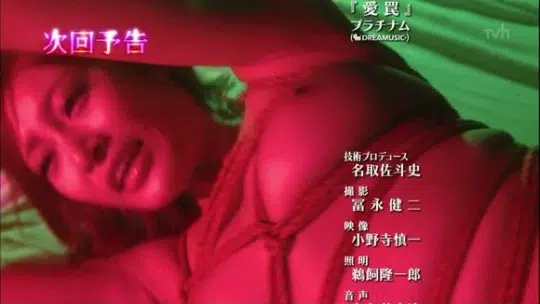 次回予告
『愛罠』
プラチナム
(DREAMUSIC・)
tvh
技術プロデュース
名取佐斗史
撮影
冨永健二
映像
小野寺慎一
照明
鵜飼隆一郎
音声